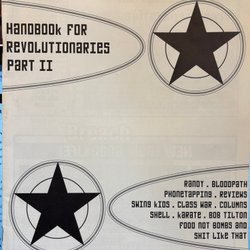 HANDBOOK FOR
REVOLUTIONARIES
PART II
RANDY . BLOODPATH
PHONETAPPING . REVIEWS
SWING KIDS . CLASS WAR . COLUMNS
SHELL . KARATE . BOB TILTON
FOOD NOT BOMBS AND
SHIT LIKE THAT